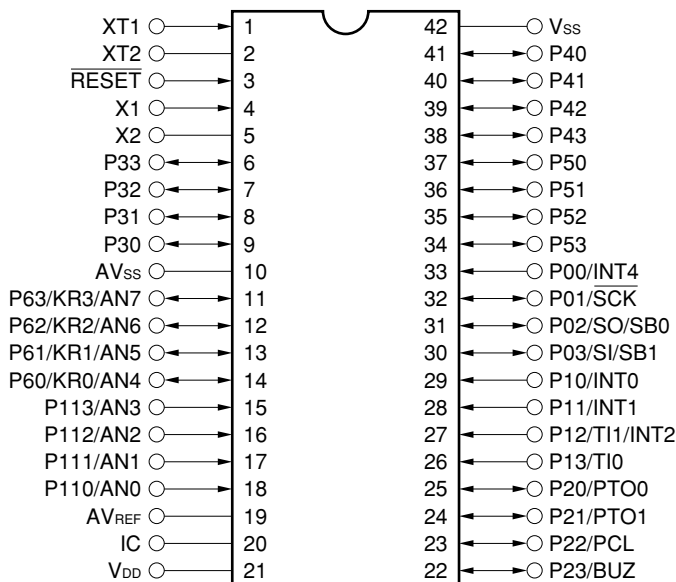 XT1 1 42 VSS
XT2 2 41 P40
RESET 3 40 P41
X1 4 39 P42
X2 5 38 P43
P33 6 37 P50
P32 7 36 P51
P31 8 35 P52
P30 9 34 P53
AVSS 10 33 P00/INT4
P63/KR3/AN7 11 32 P01/SCK
P62/KR2/AN6 12 31 P02/SO/SB0
P61/KR1/AN5 13 30 P03/SI/SB1
P60/KR0/AN4 14 29 P10/INT0
P113/AN3 15 28 P11/INT1
P112/AN2 16 27 P12/TI1/INT2
P111/AN1 17 26 P13/TI0
P110/AN0 18 25 P20/PTO0
AVREF 19 24 P21/PTO1
IC 20 23 P22/PCL
VDD 21 22 P23/BUZ